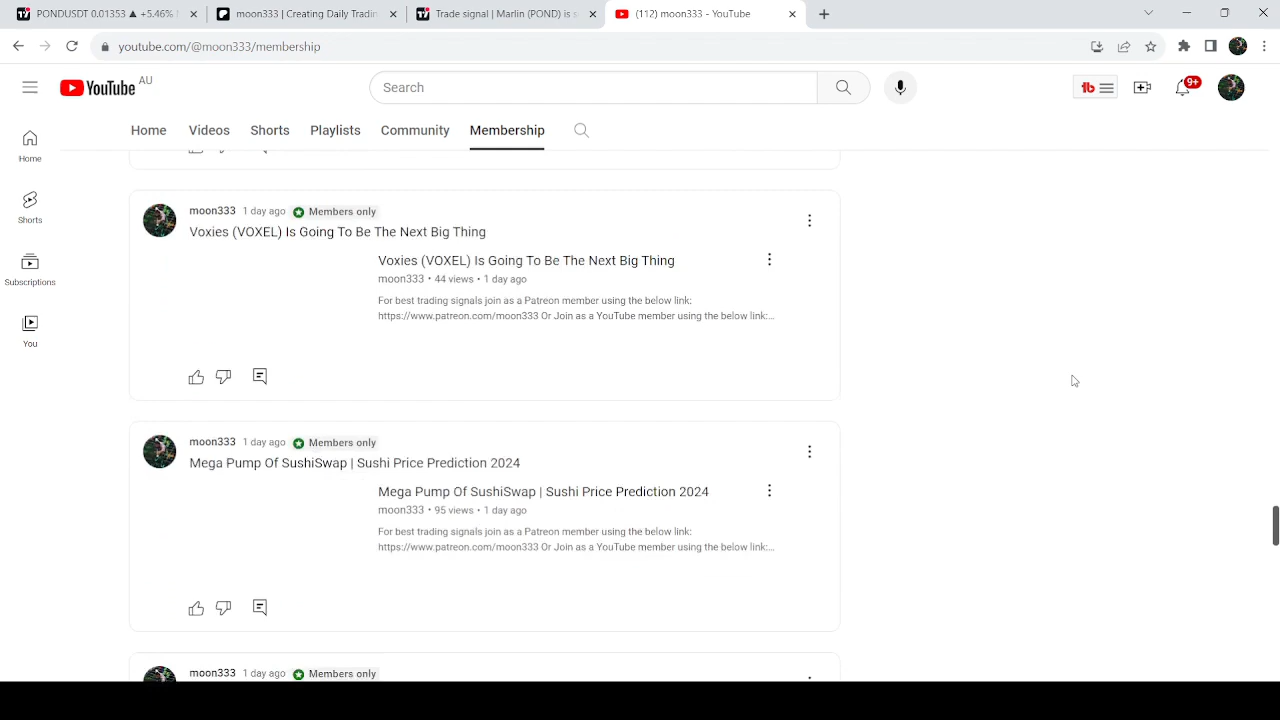 PONDUSDT 0.01353 ▲ +5.46%
moon333 | Creating Daily Tradin
Trade signal | Marlin (POND) is s
(112) moon333 - YouTube
youtube.com/@moon333/membership
YouTube AU
Search
9+
Home Videos Shorts Playlists Community Membership
Home
Shorts
Subscriptions
You
moon333 1 day ago Members only
Voxies (VOXEL) Is Going To Be The Next Big Thing
Voxies (VOXEL) Is Going To Be The Next Big Thing
moon333 • 44 views • 1 day ago
For best trading signals join as a Patreon member using the below link:
https://www.patreon.com/moon333 Or Join as a YouTube member using the below link:...
moon333 1 day ago Members only
Mega Pump Of SushiSwap | Sushi Price Prediction 2024
Mega Pump Of SushiSwap | Sushi Price Prediction 2024
moon333 • 95 views • 1 day ago
For best trading signals join as a Patreon member using the below link:
https://www.patreon.com/moon333 Or Join as a YouTube member using the below link:...
moon333 1 day ago Members only